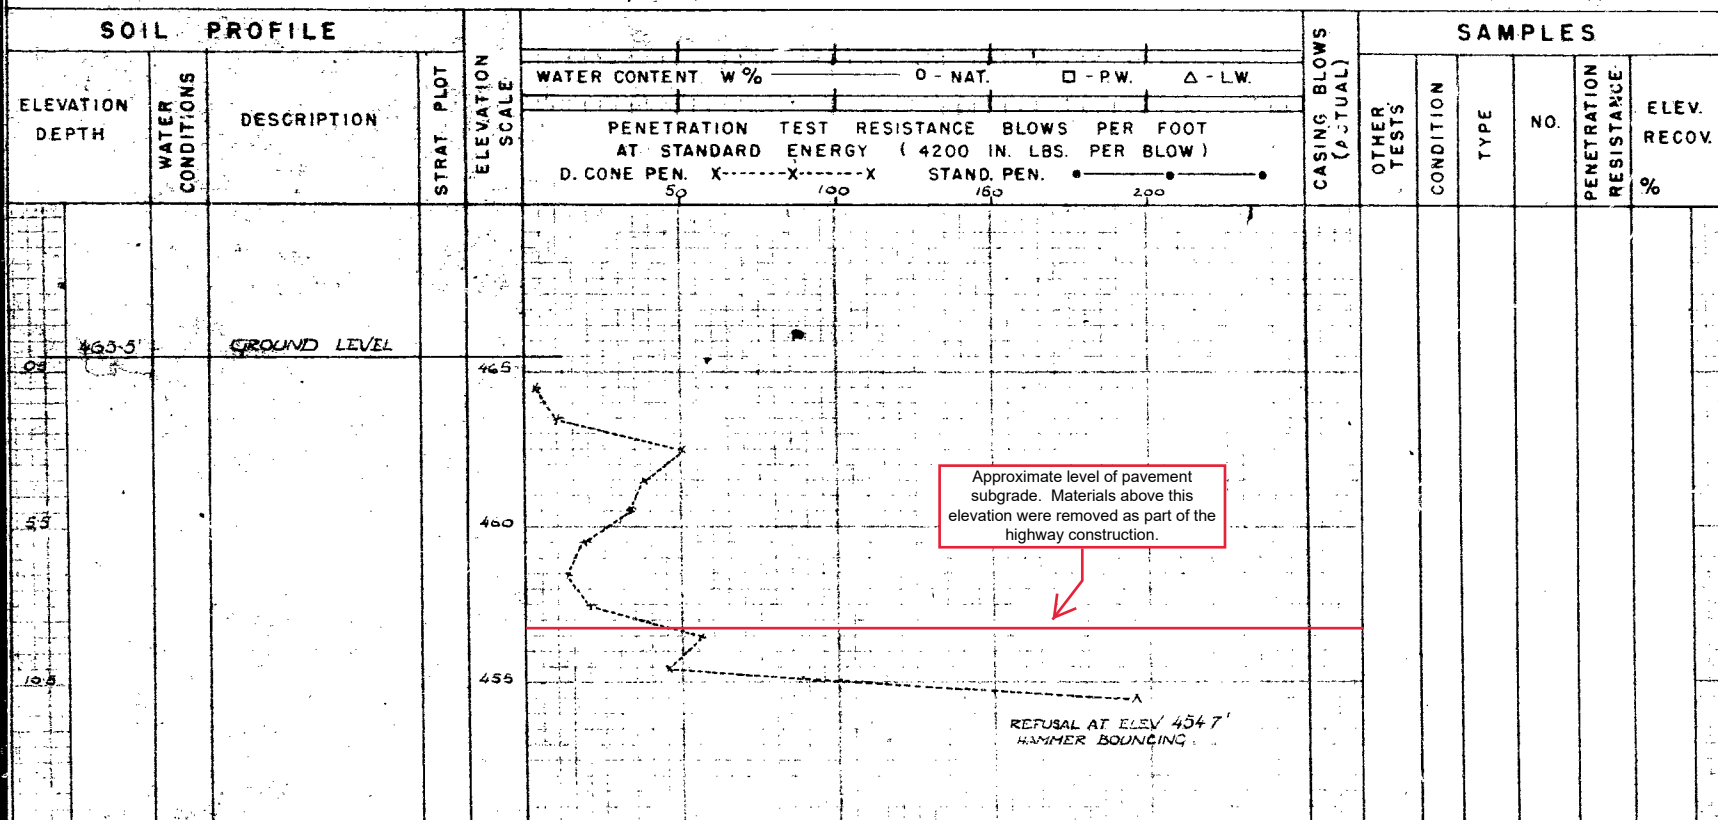 SOIL PROFILE
SAMPLES
ELEVATION
DEPTH
WATER
CONDITIONS
DESCRIPTION
STRAT PLOT
ELEVATION
SCALE
WATER CONTENT W % ——— O - NAT. □ - P.W. △ - L.W.
PENETRATION TEST RESISTANCE BLOWS PER FOOT
AT STANDARD ENERGY ( 4200 IN. LBS. PER BLOW )
D. CONE PEN. X-------X-------X STAND. PEN. •———•———•
50 100 150 200
CASING BLOWS
(ACTUAL)
OTHER
TESTS
CONDITION
TYPE
NO.
PENETRATION
RESISTANCE
ELEV.
RECOV.
%
465.5' GROUND LEVEL
465
Approximate level of pavement
subgrade. Materials above this
elevation were removed as part of the
highway construction.
5.5
460
10.5
455
REFUSAL AT ELEV 454.7'
HAMMER BOUNCING.